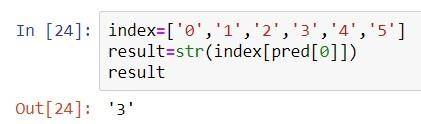 In [24]: index=['0','1','2','3','4','5']
result=str(index[pred[0]])
result
Out[24]: '3'